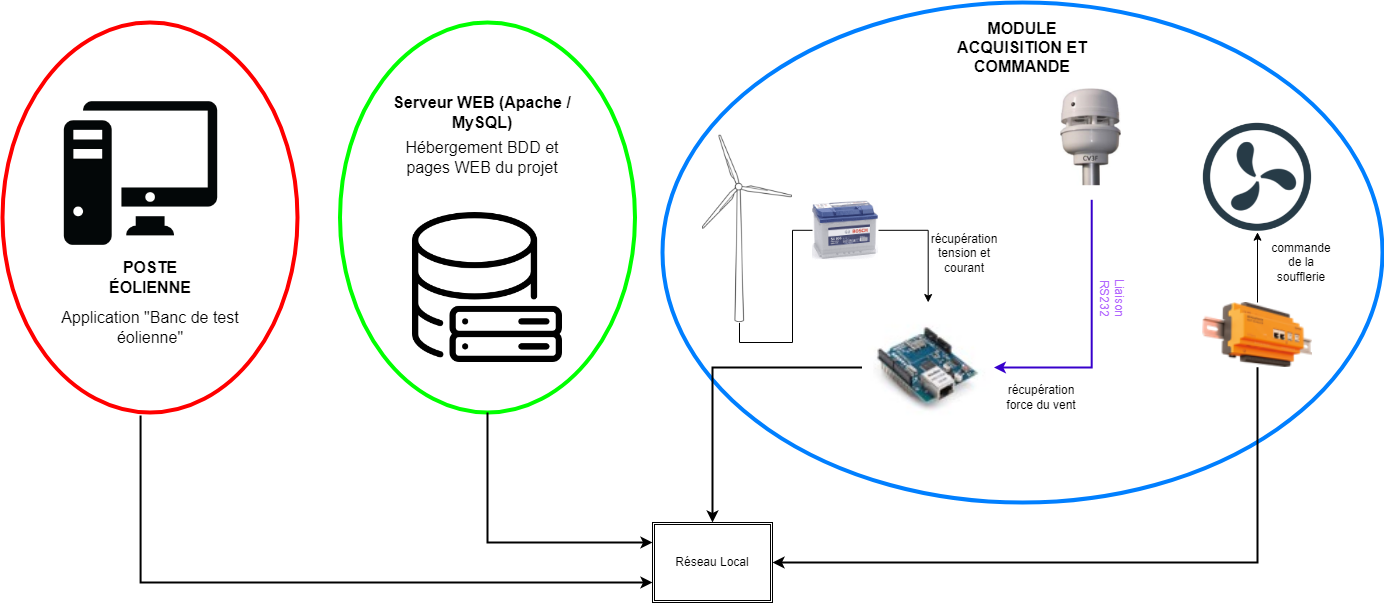 POSTE
ÉOLIENNE
Application "Banc de test
éolienne"
Serveur WEB (Apache /
MySQL)
Hébergement BDD et
pages WEB du projet
MODULE
ACQUISITION ET
COMMANDE
CV3F
BOSCH
récupération
tension et
courant
Liaison
RS232
récupération
force du vent
commande
de la
soufflerie
Réseau Local